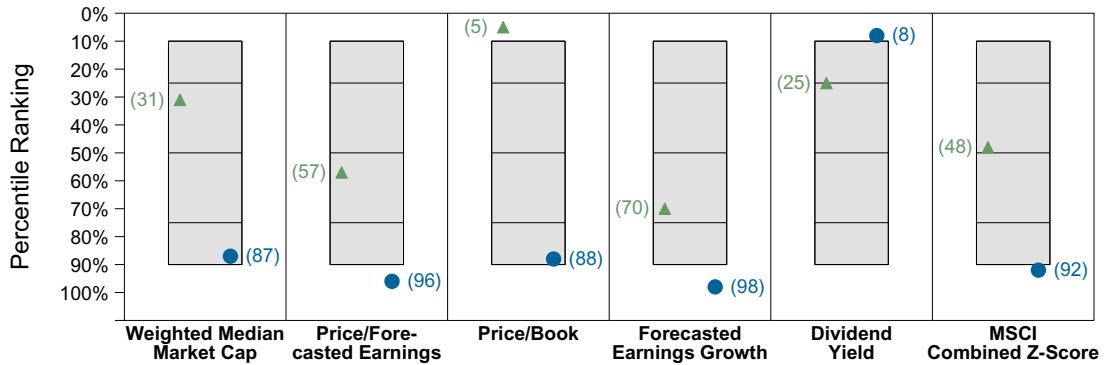 Percentile Ranking
0%
10%
20%
30%
40%
50%
60%
70%
80%
90%
100%
(31)
(87)
(57)
(96)
(5)
(88)
(70)
(98)
(25)
(8)
(48)
(92)
Weighted Median
Market Cap
Price/Fore-
casted Earnings
Price/Book
Forecasted
Earnings Growth
Dividend
Yield
MSCI
Combined Z-Score